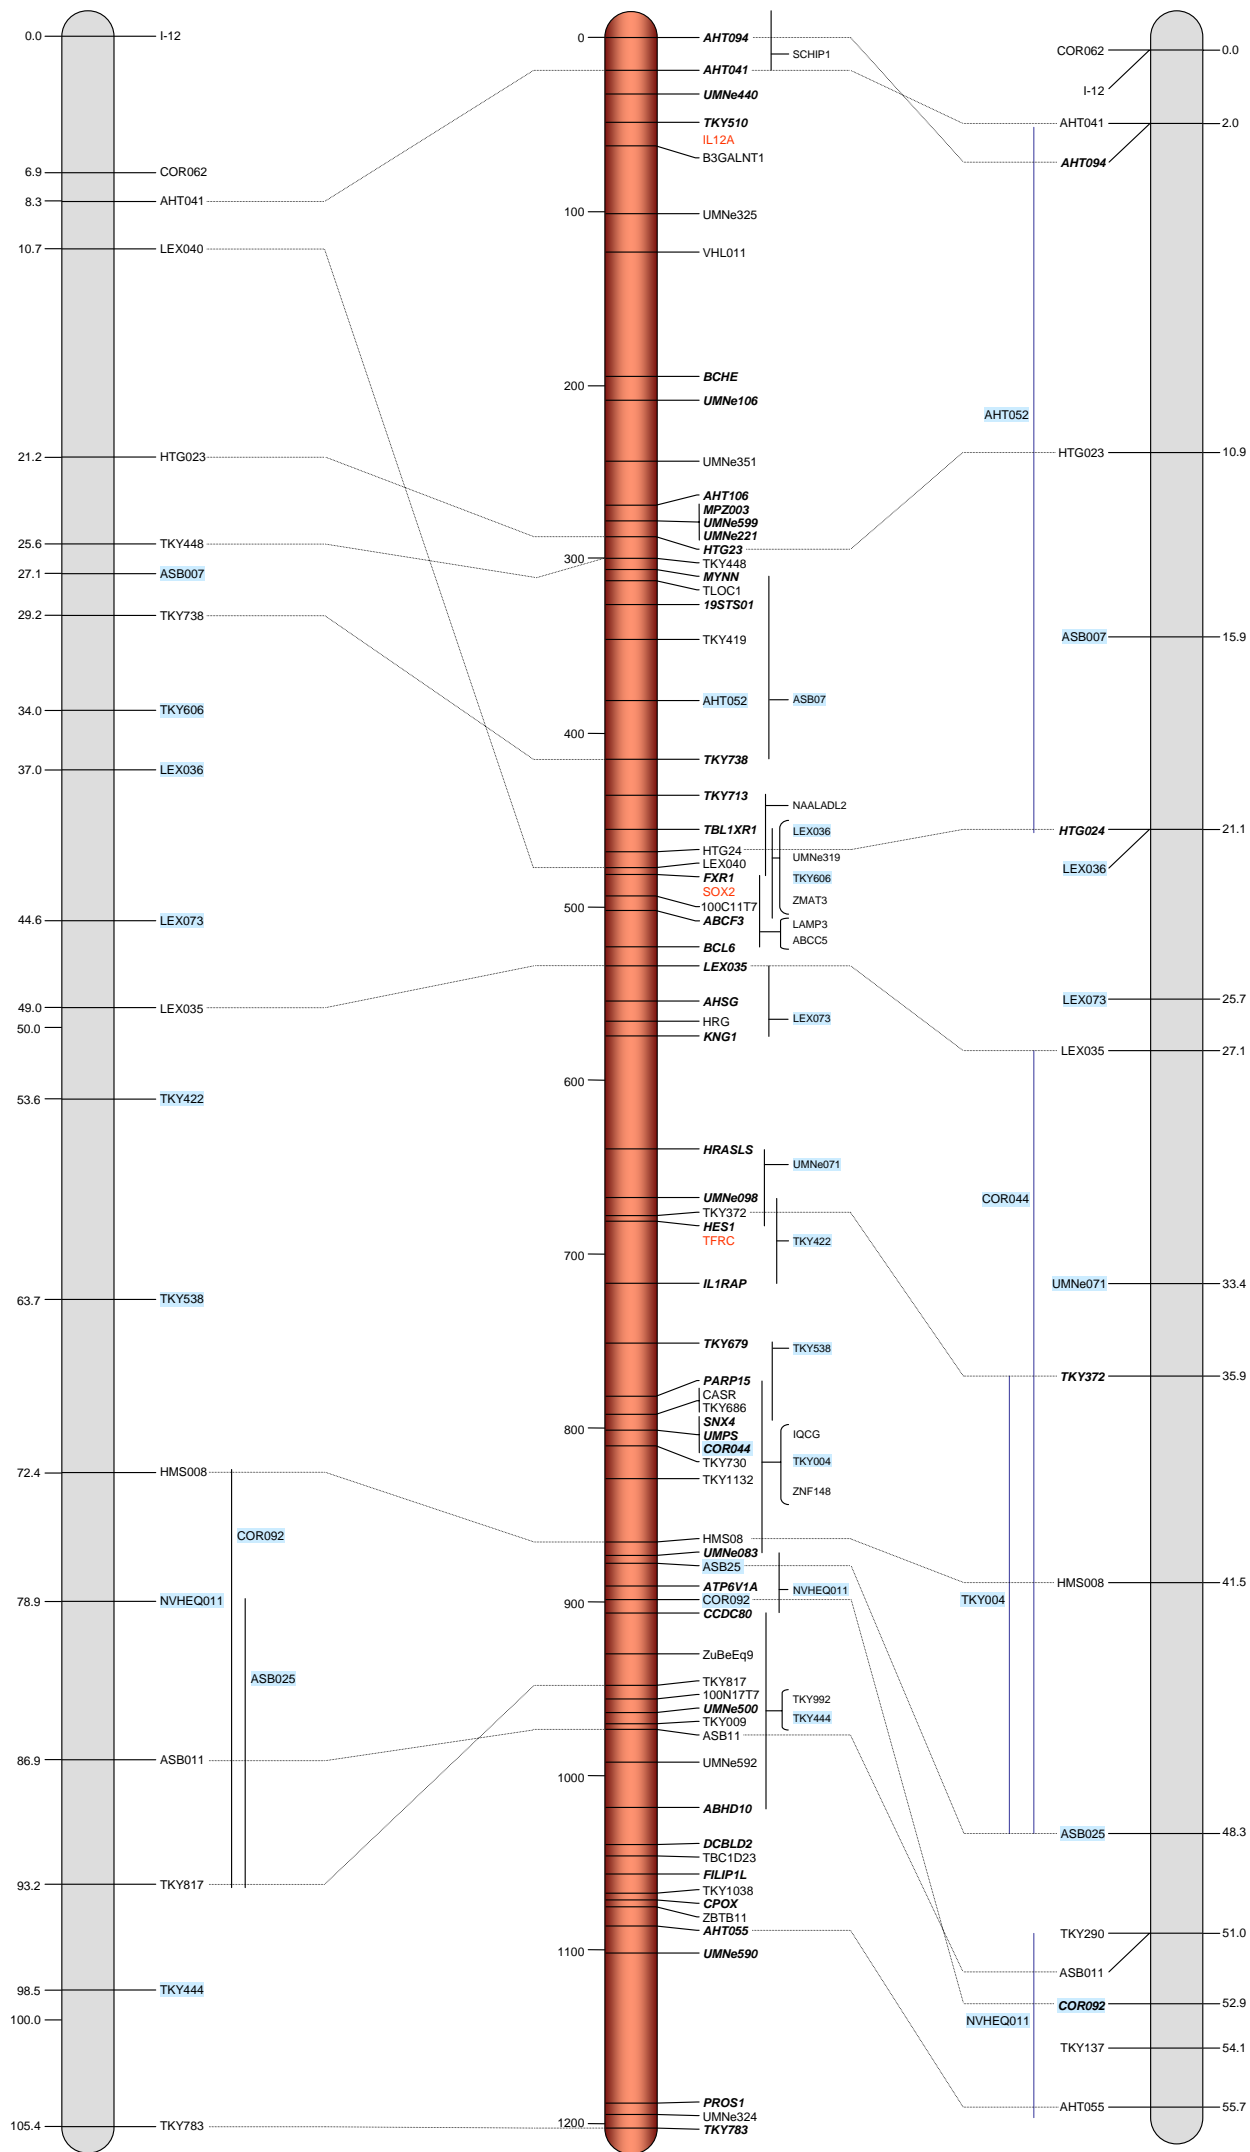 0.0 I-12
6.9 COR062
8.3 AHT041
10.7 LEX040
21.2 HTG023
25.6 TKY448
27.1 ASB007
29.2 TKY738
34.0 TKY606
37.0 LEX036
44.6 LEX073
49.0 LEX035
50.0
53.6 TKY422
63.7 TKY538
72.4 HMS008
COR092
78.9 NVHEQ011
ASB025
86.9 ASB011
93.2 TKY817
98.5 TKY444
100.0
105.4 TKY783
0 AHT094
SCHIP1
AHT041
UMNe440
TKY510
IL12A
B3GALNT1
100 UMNe325
VHL011
BCHE
200
UMNe106
UMNe351
AHT106
MPZ003
UMNe599
UMNe221
HTG23
300
TKY448
MYNN
TLOC1
19STS01
TKY419
AHT052 ASB07
400
TKY738
TKY713
NAALADL2
TBL1XR1 LEX036
HTG24
UMNe319
LEX040
FXR1 TKY606
SOX2
ZMAT3
100C11T7
500
ABCF3 LAMP3
ABCC5
BCL6
LEX035
AHSG
HRG LEX073
KNG1
600
HRASLS
UMNe071
UMNe098
TKY372
HES1
TFRC TKY422
700
IL1RAP
TKY679
TKY538
PARP15
CASR
TKY686
SNX4
800
UMPS IQCG
COR044
TKY730 TKY004
TKY1132
ZNF148
HMS08
UMNe083
ASB25
ATP6V1A NVHEQ011
COR092
900
CCDC80
ZuBeEq9
TKY817
100N17T7 TKY992
UMNe500
TKY444
TKY009
ASB11
UMNe592
1000
ABHD10
DCBLD2
TBC1D23
FILIP1L
TKY1038
CPOX
ZBTB11
AHT055
1100 UMNe590
PROS1
UMNe324
1200
TKY783
COR062 0.0
I-12
AHT041 2.0
AHT094
AHT052
HTG023 10.9
ASB007 15.9
HTG024 21.1
LEX036
LEX073 25.7
LEX035 27.1
COR044
UMNe071 33.4
TKY372 35.9
HMS008 41.5
TKY004
ASB025 48.3
TKY290 51.0
ASB011
COR092 52.9
NVHEQ011
TKY137 54.1
AHT055 55.7